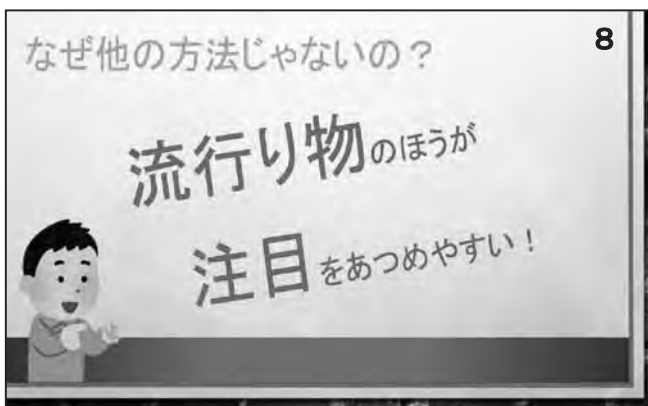 なぜ他の方法じゃないの？
8
流行り物のほうが
注目をあつめやすい！